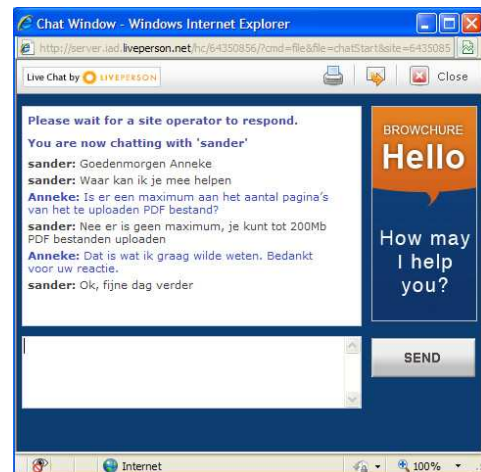 Chat Window - Windows Internet Explorer
http://server.iad.liveperson.net/hc/64350856/?cmd=file&file=chatStart&site=6435085
Live Chat by LIVEPERSON
Close
Please wait for a site operator to respond.
You are now chatting with 'sander'
sander: Goedenmorgen Anneke
sander: Waar kan ik je mee helpen
Anneke: Is er een maximum aan het aantal pagina's
van het te uploaden PDF bestand?
sander: Nee er is geen maximum, je kunt tot 200Mb
PDF bestanden uploaden
Anneke: Dat is wat ik graag wilde weten. Bedankt
voor uw reactie.
sander: Ok, fijne dag verder
BROWCHURE
Hello
How may
I help
you?
SEND
Internet
100%